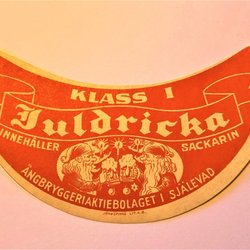 KLASS I
Juldricka
INNEHÅLLER SACKARIN
ÅNGBRYGGERIAKTIEBOLAGET I SJÄLEVAD